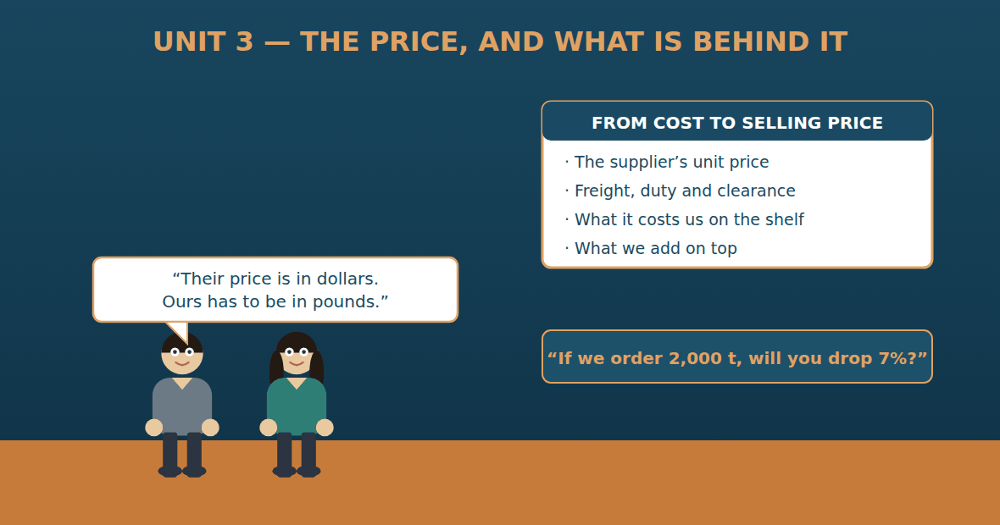 UNIT 3 — THE PRICE, AND WHAT IS BEHIND IT
FROM COST TO SELLING PRICE
· The supplier’s unit price
· Freight, duty and clearance
· What it costs us on the shelf
· What we add on top
“Their price is in dollars.
Ours has to be in pounds.”
“If we order 2,000 t, will you drop 7%?”